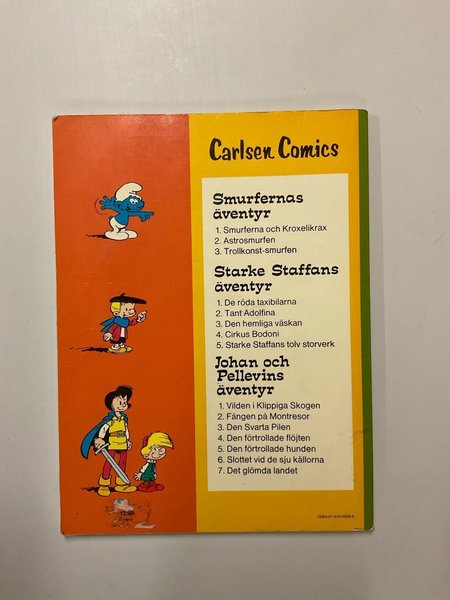 Carlsen Comics
Smurfernas
äventyr
1. Smurferna och Kroxelikrax
2. Astrosmurfen
3. Trollkonst-smurfen
Starke Staffans
äventyr
1. De röda taxibilarna
2. Tant Adolfina
3. Den hemliga väskan
4. Cirkus Bodoni
5. Starke Staffans tolv storverk
Johan och
Pellevins
äventyr
1. Vilden i Klippiga Skogen
2. Fången på Montresor
3. Den Svarta Pilen
4. Den förtrollade flöjten
5. Den förtrollade hunden
6. Slottet vid de sju källorna
7. Det glömda landet